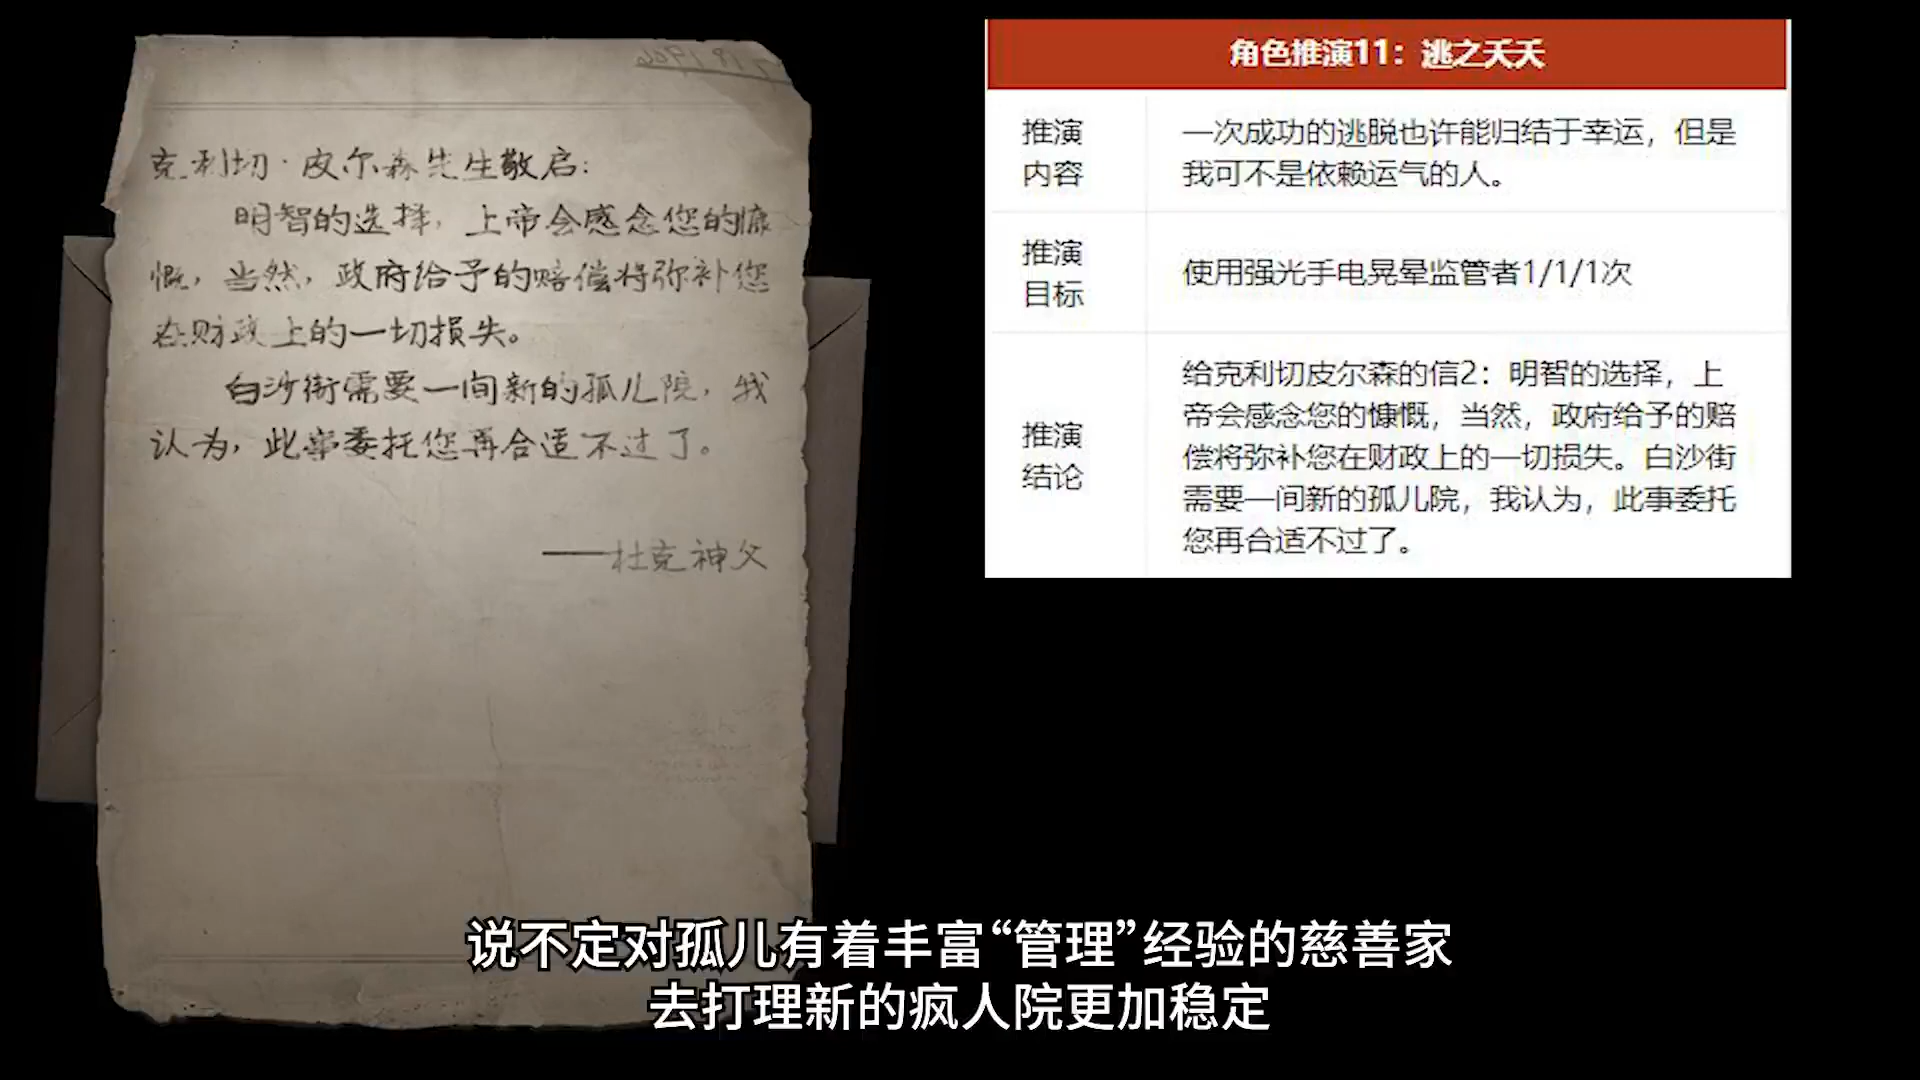 克利切·皮尔森先生敬启：
明智的选择，上帝会感念您的慷
慨，当然，政府给予的赔偿将弥补您
在财政上的一切损失。
白沙街需要一间新的孤儿院，我
认为，此事委托您再合适不过了。
——杜克神父
角色推演11：逃之夭夭
推演
内容
一次成功的逃脱也许能归结于幸运，但是
我可不是依赖运气的人。
推演
目标
使用强光手电晃晕监管者1/1/1次
推演
结论
给克利切皮尔森的信2：明智的选择，上
帝会感念您的慷慨，当然，政府给予的赔
偿将弥补您在财政上的一切损失。白沙街
需要一间新的孤儿院，我认为，此事委托
您再合适不过了。
说不定对孤儿有着丰富“管理”经验的慈善家
去打理新的疯人院更加稳定